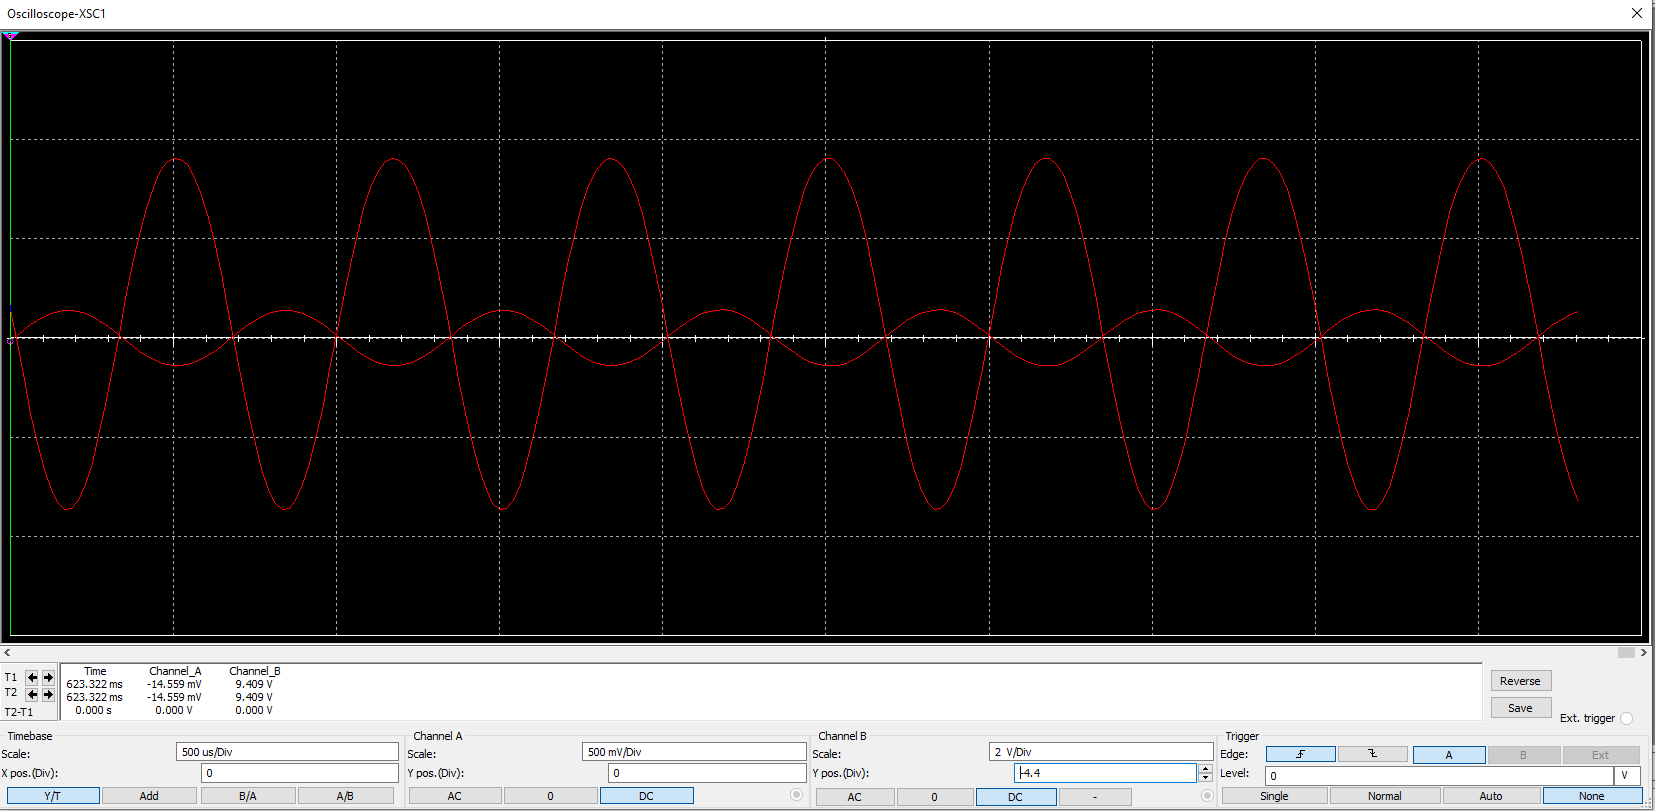 Oscilloscope-XSC1
Time Channel_A Channel_B
T1 623.322 ms -14.559 mV 9.409 V
T2 623.322 ms -14.559 mV 9.409 V
T2-T1 0.000 s 0.000 V 0.000 V
Reverse
Save
Ext. trigger
Timebase
Scale: 500 us/Div
X pos.(Div): 0
Y/T Add B/A A/B
Channel A
Scale: 500 mV/Div
Y pos.(Div): 0
AC 0 DC
Channel B
Scale: 2 V/Div
Y pos.(Div): -4.4
AC 0 DC -
Trigger
Edge: A B Ext
Level: 0 V
Single Normal Auto None